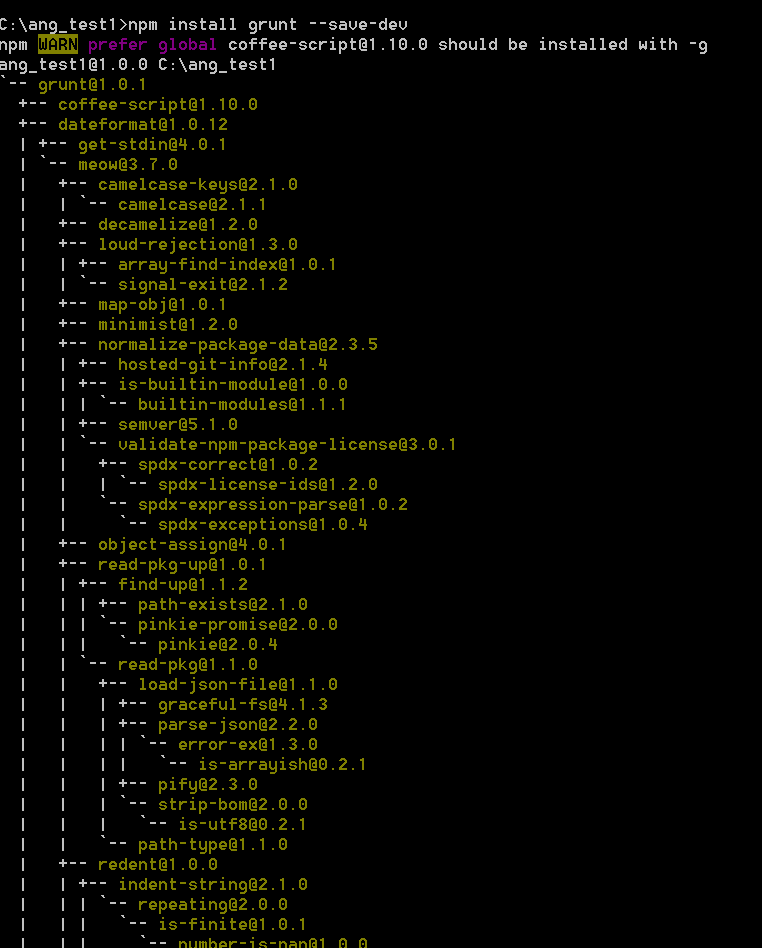 C:\ang_test1>npm install grunt --save-dev
npm WARN prefer global coffee-script@1.10.0 should be installed with -g
ang_test1@1.0.0 C:\ang_test1
`-- grunt@1.0.1
  +-- coffee-script@1.10.0
  +-- dateformat@1.0.12
  | +-- get-stdin@4.0.1
  | `-- meow@3.7.0
  |   +-- camelcase-keys@2.1.0
  |   | `-- camelcase@2.1.1
  |   +-- decamelize@1.2.0
  |   +-- loud-rejection@1.3.0
  |   | +-- array-find-index@1.0.1
  |   | `-- signal-exit@2.1.2
  |   +-- map-obj@1.0.1
  |   +-- minimist@1.2.0
  |   +-- normalize-package-data@2.3.5
  |   | +-- hosted-git-info@2.1.4
  |   | +-- is-builtin-module@1.0.0
  |   | | `-- builtin-modules@1.1.1
  |   | +-- semver@5.1.0
  |   | `-- validate-npm-package-license@3.0.1
  |   |   +-- spdx-correct@1.0.2
  |   |   | `-- spdx-license-ids@1.2.0
  |   |   `-- spdx-expression-parse@1.0.2
  |   |     `-- spdx-exceptions@1.0.4
  |   +-- object-assign@4.0.1
  |   +-- read-pkg-up@1.0.1
  |   | +-- find-up@1.1.2
  |   | | +-- path-exists@2.1.0
  |   | | `-- pinkie-promise@2.0.0
  |   | |   `-- pinkie@2.0.4
  |   | `-- read-pkg@1.1.0
  |   |   +-- load-json-file@1.1.0
  |   |   | +-- graceful-fs@4.1.3
  |   |   | +-- parse-json@2.2.0
  |   |   | | `-- error-ex@1.3.0
  |   |   | |   `-- is-arrayish@0.2.1
  |   |   | +-- pify@2.3.0
  |   |   | `-- strip-bom@2.0.0
  |   |   |   `-- is-utf8@0.2.1
  |   |   `-- path-type@1.1.0
  |   +-- redent@1.0.0
  |   | +-- indent-string@2.1.0
  |   | | `-- repeating@2.0.0
  |   | |   `-- is-finite@1.0.1
  |   | |     `-- number-is-nan@1.0.0